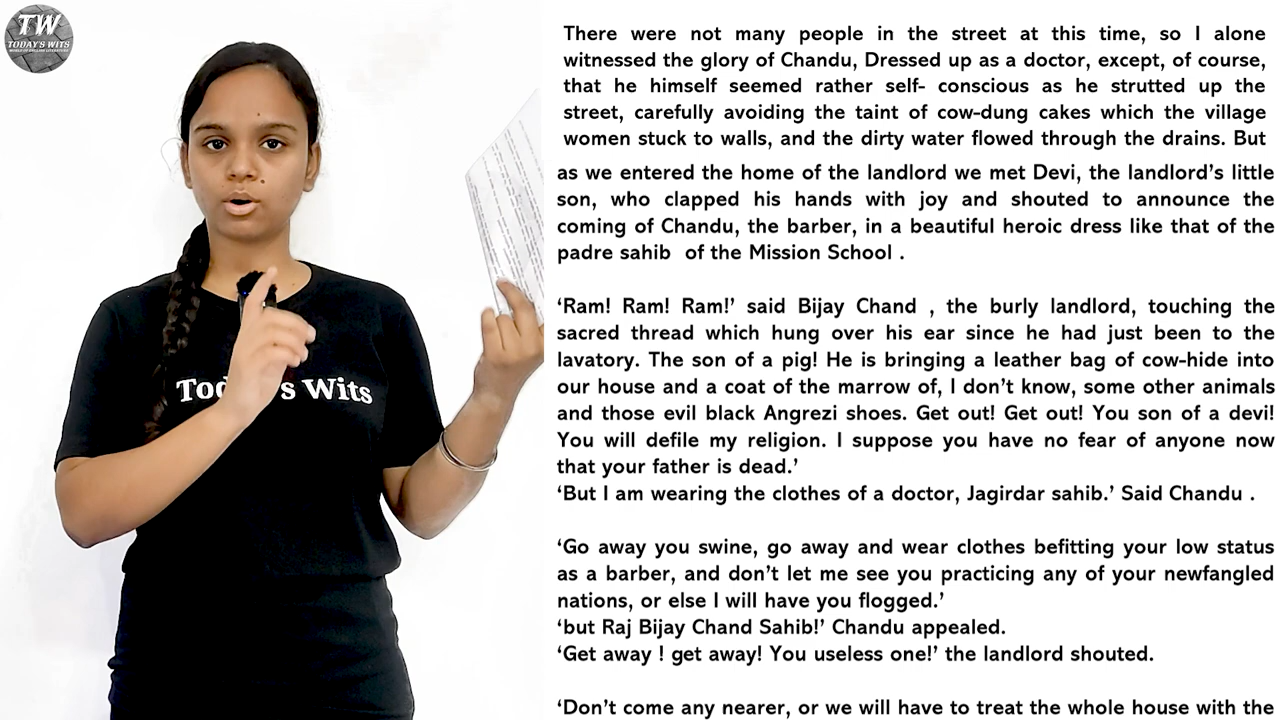 TW
TODAY'S WITS
WORLD OF ENGLISH LITERATURE
There were not many people in the street at this time, so I alone
witnessed the glory of Chandu, Dressed up as a doctor, except, of course,
that he himself seemed rather self- conscious as he strutted up the
street, carefully avoiding the taint of cow-dung cakes which the village
women stuck to walls, and the dirty water flowed through the drains. But
as we entered the home of the landlord we met Devi, the landlord's little
son, who clapped his hands with joy and shouted to announce the
coming of Chandu, the barber, in a beautiful heroic dress like that of the
padre sahib of the Mission School .
‘Ram! Ram! Ram!’ said Bijay Chand , the burly landlord, touching the
sacred thread which hung over his ear since he had just been to the
lavatory. The son of a pig! He is bringing a leather bag of cow-hide into
our house and a coat of the marrow of, I don’t know, some other animals
and those evil black Angrezi shoes. Get out! Get out! You son of a devi!
You will defile my religion. I suppose you have no fear of anyone now
that your father is dead.’
‘But I am wearing the clothes of a doctor, Jagirdar sahib.’ Said Chandu .
‘Go away you swine, go away and wear clothes befitting your low status
as a barber, and don’t let me see you practicing any of your newfangled
nations, or else I will have you flogged.’
‘but Raj Bijay Chand Sahib!’ Chandu appealed.
‘Get away ! get away! You useless one!’ the landlord shouted.
‘Don’t come any nearer, or we will have to treat the whole house with the
Tod s Wits